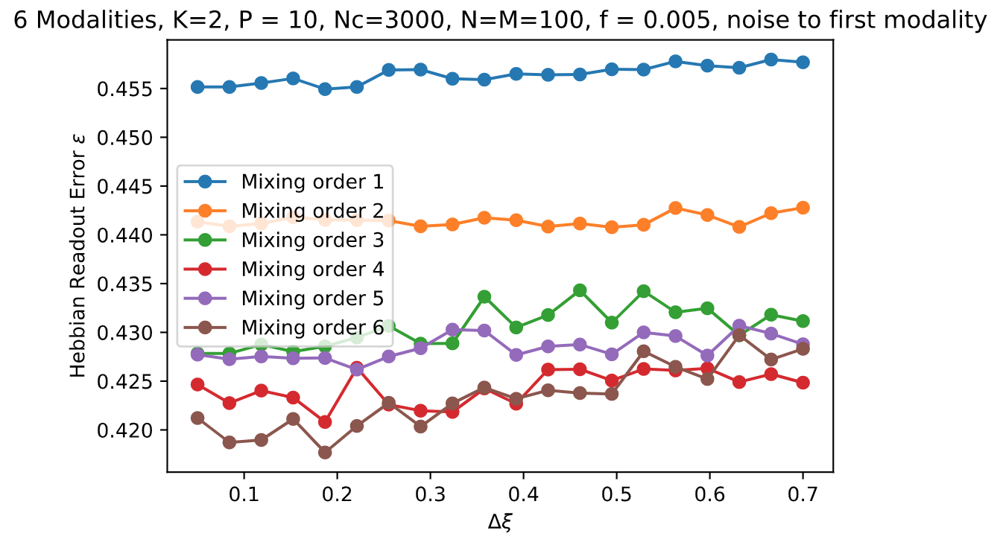 6 Modalities, K=2, P = 10, Nc=3000, N=M=100, f = 0.005, noise to first modality
Hebbian Readout Error ε
0.455
0.450
0.445
0.440
0.435
0.430
0.425
0.420
Mixing order 1
Mixing order 2
Mixing order 3
Mixing order 4
Mixing order 5
Mixing order 6
0.1 0.2 0.3 0.4 0.5 0.6 0.7
Δξ